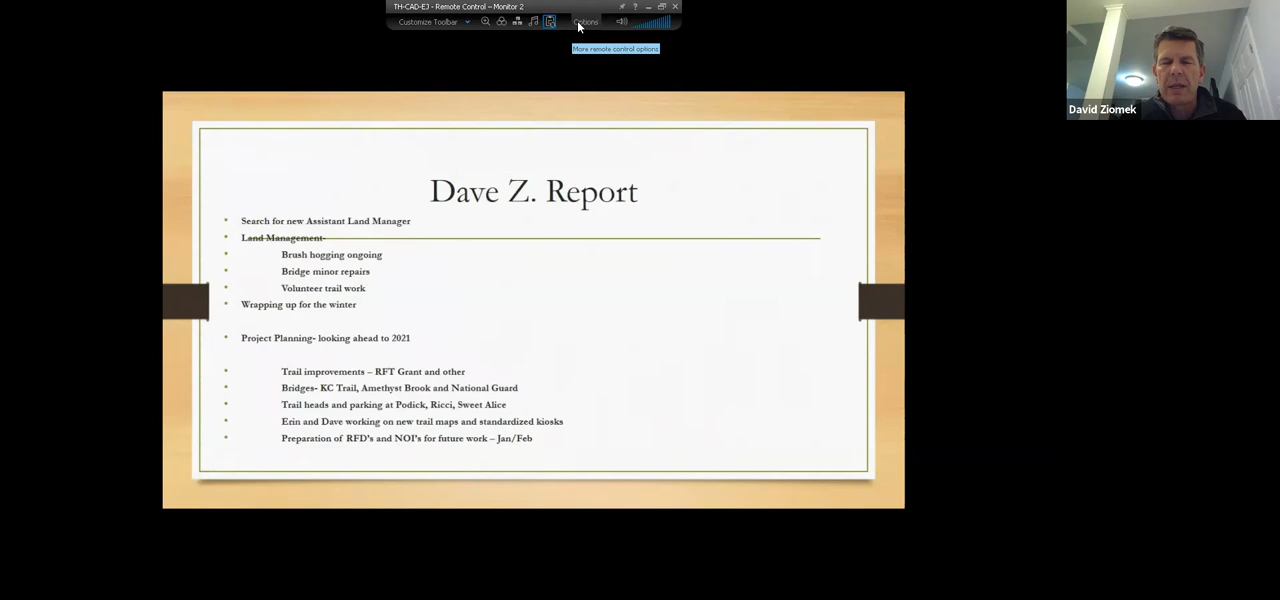 TH-CAD-EJ - Remote Control - Monitor 2
Customize Toolbar
Options
More remote control options
David Ziomek
Dave Z. Report
• Search for new Assistant Land Manager
• Land Management-
• Brush hogging ongoing
• Bridge minor repairs
• Volunteer trail work
• Wrapping up for the winter
• Project Planning- looking ahead to 2021
• Trail improvements – RFT Grant and other
• Bridges- KC Trail, Amethyst Brook and National Guard
• Trail heads and parking at Podick, Ricci, Sweet Alice
• Erin and Dave working on new trail maps and standardized kiosks
• Preparation of RFD's and NOI's for future work – Jan/Feb